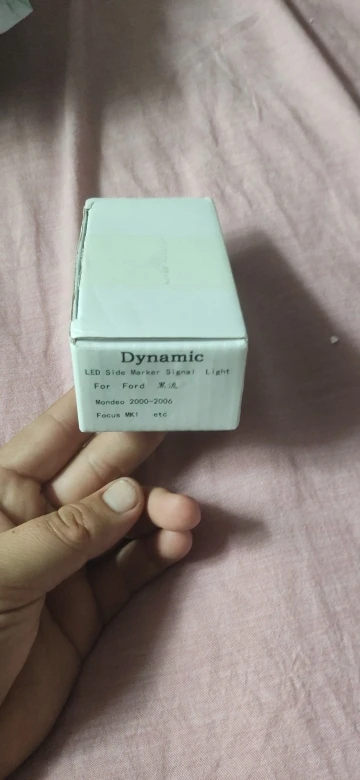 Dynamic
LED Side Marker Signal Light
For Ford 黑流
Mondeo 2000-2006
Focus MK1 etc